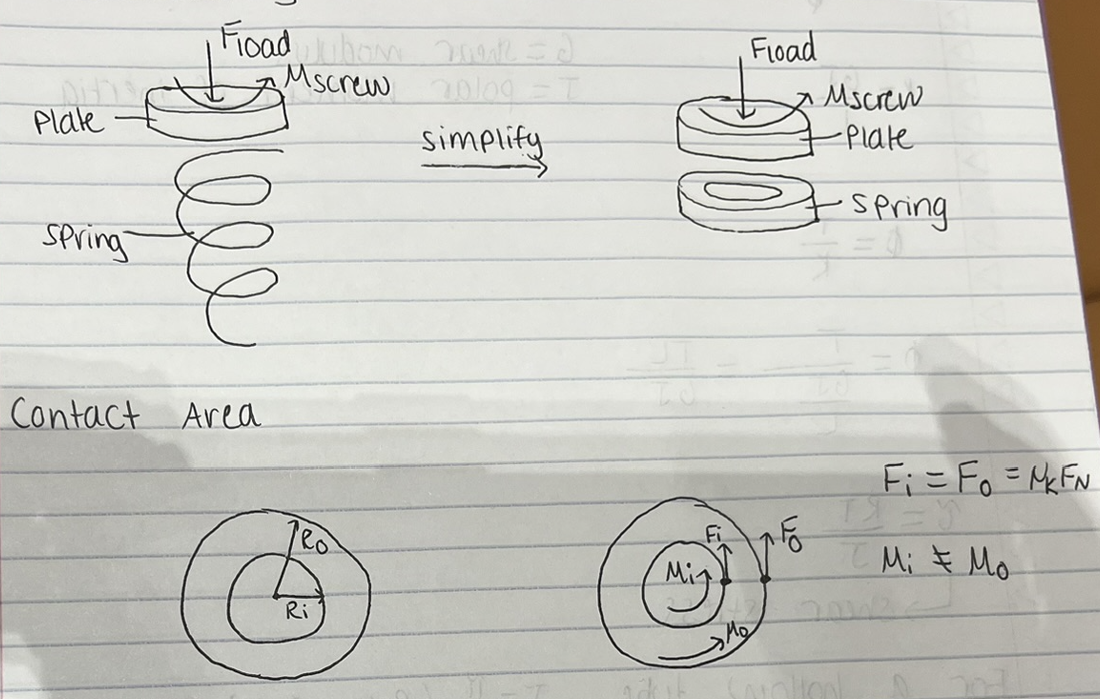 Fload
Mscrew
Plate
simplify
Spring
Fload
Mscrew
Plate
Spring
Contact Area
Ro
Ri
Fi
Fo
Mi
Mo
Fi = Fo = μkFN
Mi ≠ Mo